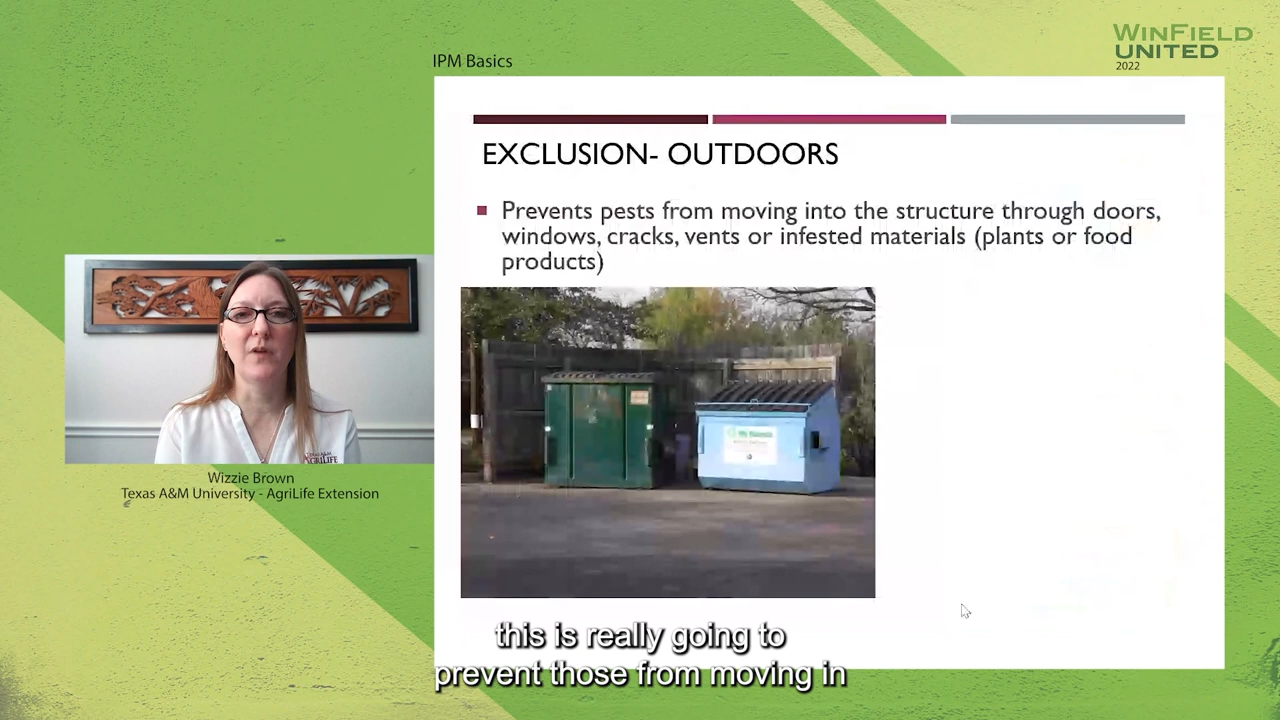 WINFIELD
UNITED
2022
IPM Basics
EXCLUSION- OUTDOORS
Prevents pests from moving into the structure through doors,
windows, cracks, vents or infested materials (plants or food
products)
AGRILIFE
Wizzie Brown
Texas A&M University - AgriLife Extension
this is really going to
prevent those from moving in